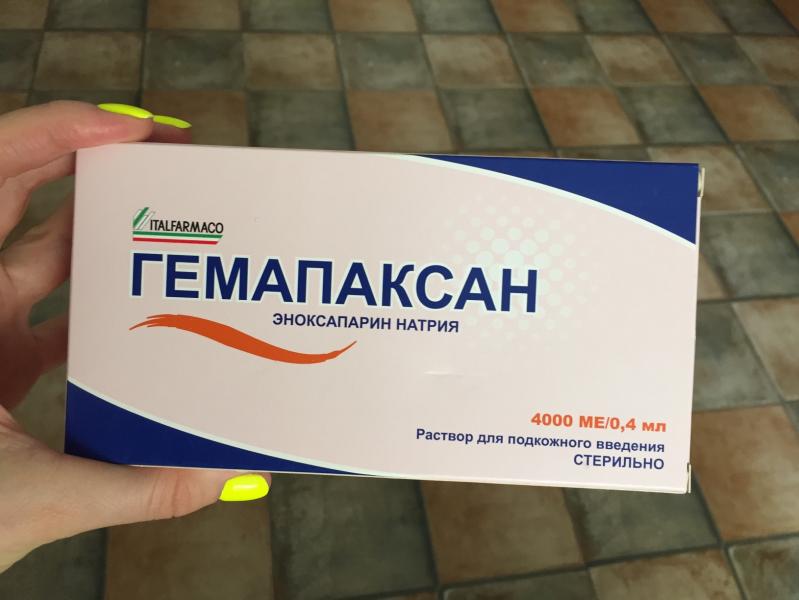 ITALFARMACO
ГЕМАПАКСАН
ЭНОКСАПАРИН НАТРИЯ
4000 МЕ/0,4 мл
Раствор для подкожного введения
СТЕРИЛЬНО